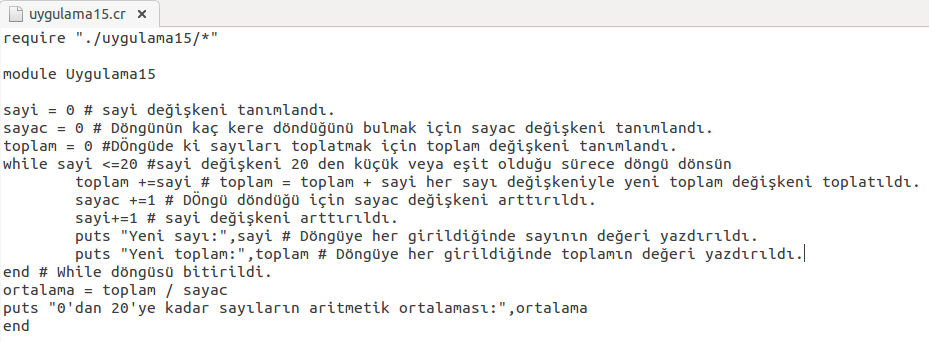 uygulama15.cr ×
require "./uygulama15/*"
module Uygulama15
sayi = 0 # sayi değişkeni tanımlandı.
sayac = 0 # Döngünün kaç kere döndüğünü bulmak için sayac değişkeni tanımlandı.
toplam = 0 #DÖngüde ki sayıları toplatmak için toplam değişkeni tanımlandı.
while sayi <=20 #sayi değişkeni 20 den küçük veya eşit olduğu sürece döngü dönsün
toplam +=sayi # toplam = toplam + sayi her sayı değişkeniyle yeni toplam değişkeni toplatıldı.
sayac +=1 # DÖngü döndüğü için sayac değişkeni arttırıldı.
sayi+=1 # sayi değişkeni arttırıldı.
puts "Yeni sayı:",sayi # Döngüye her girildiğinde sayının değeri yazdırıldı.
puts "Yeni toplam:",toplam # Döngüye her girildiğinde toplamın değeri yazdırıldı.
end # While döngüsü bitirildi.
ortalama = toplam / sayac
puts "0'dan 20'ye kadar sayıların aritmetik ortalaması:",ortalama
end